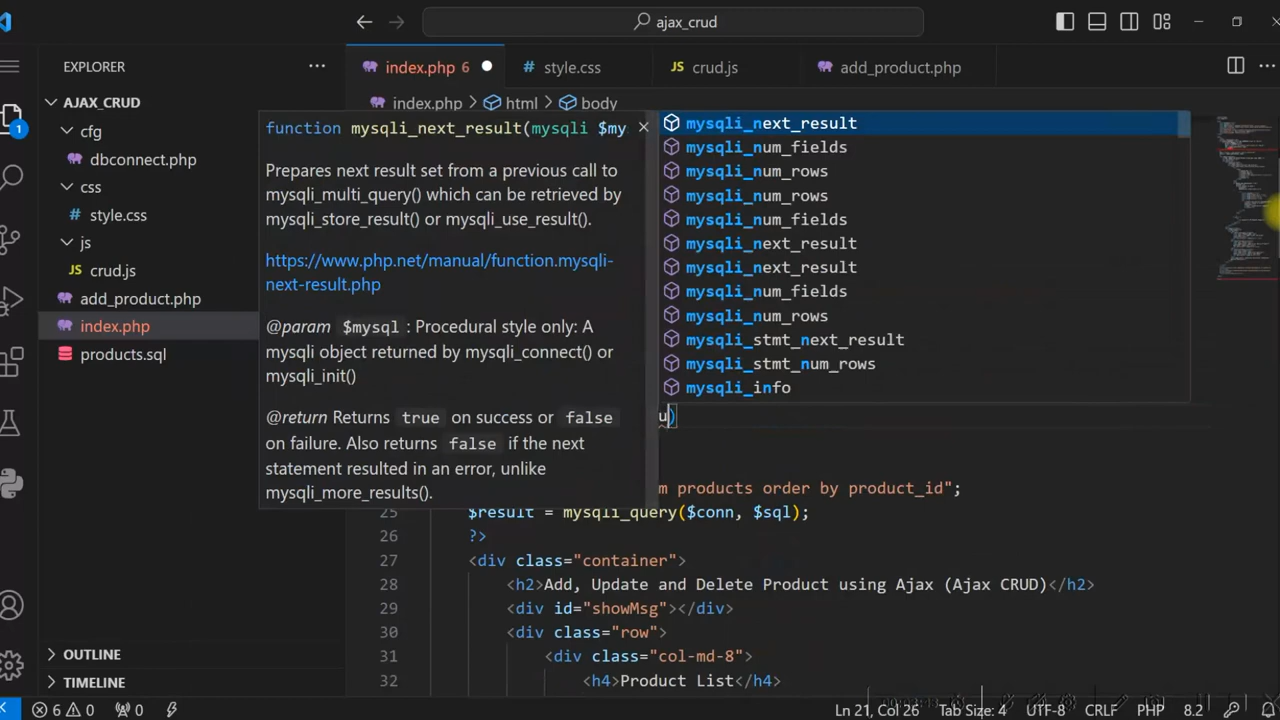 ajax_crud
EXPLORER
index.php 6
style.css
crud.js
add_product.php
AJAX_CRUD
cfg
dbconnect.php
css
style.css
js
crud.js
add_product.php
index.php
products.sql
OUTLINE
TIMELINE
index.php > html > body
function mysqli_next_result(mysqli $my
Prepares next result set from a previous call to
mysqli_multi_query() which can be retrieved by
mysqli_store_result() or mysqli_use_result().
https://www.php.net/manual/function.mysqli-
next-result.php
@param $mysql : Procedural style only: A
mysqli object returned by mysqli_connect() or
mysqli_init()
@return Returns true on success or false
on failure. Also returns false if the next
statement resulted in an error, unlike
mysqli_more_results().
mysqli_next_result
mysqli_num_fields
mysqli_num_rows
mysqli_num_rows
mysqli_num_fields
mysqli_next_result
mysqli_next_result
mysqli_num_fields
mysqli_num_rows
mysqli_stmt_next_result
mysqli_stmt_num_rows
mysqli_info
u)
m products order by product_id";
25 $result = mysqli_query($conn, $sql);
26 ?>
27 <div class="container">
28 <h2>Add, Update and Delete Product using Ajax (Ajax CRUD)</h2>
29 <div id="showMsg"></div>
30 <div class="row">
31 <div class="col-md-8">
32 <h4>Product List</h4>
6 0 0 Ln 21, Col 26 Tab Size: 4 UTF-8 CRLF PHP 8.2
1